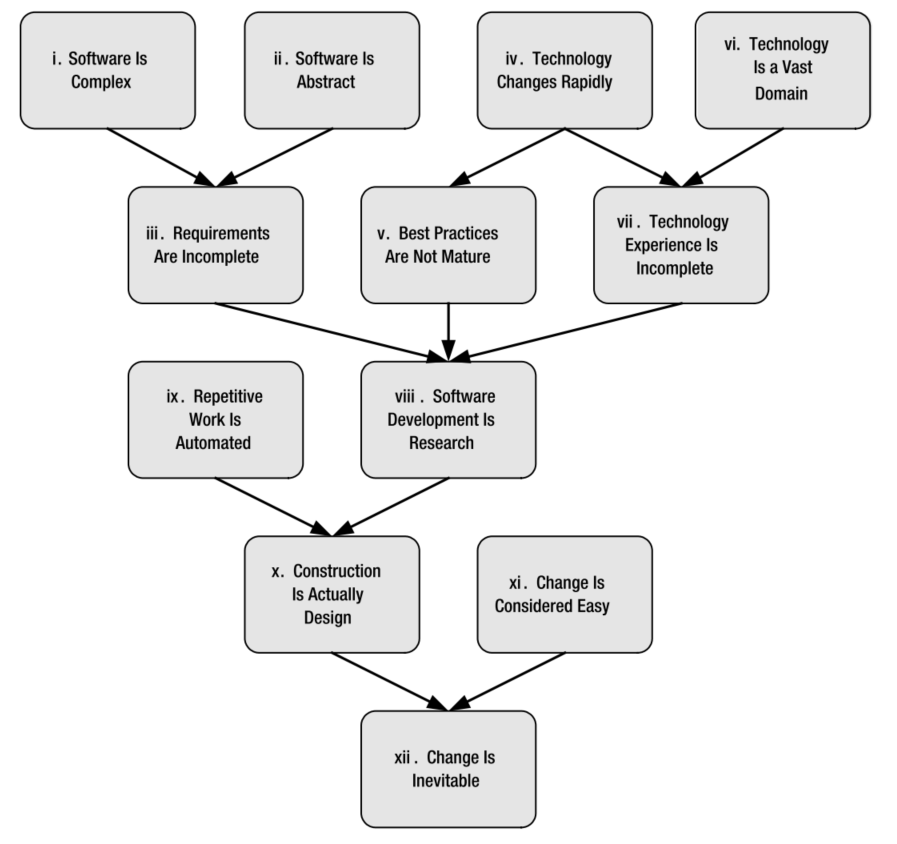 i. Software Is
Complex
ii. Software Is
Abstract
iv. Technology
Changes Rapidly
vi. Technology
Is a Vast
Domain
iii. Requirements
Are Incomplete
v. Best Practices
Are Not Mature
vii. Technology
Experience Is
Incomplete
ix. Repetitive
Work Is
Automated
viii. Software
Development Is
Research
x. Construction
Is Actually
Design
xi. Change Is
Considered Easy
xii. Change Is
Inevitable